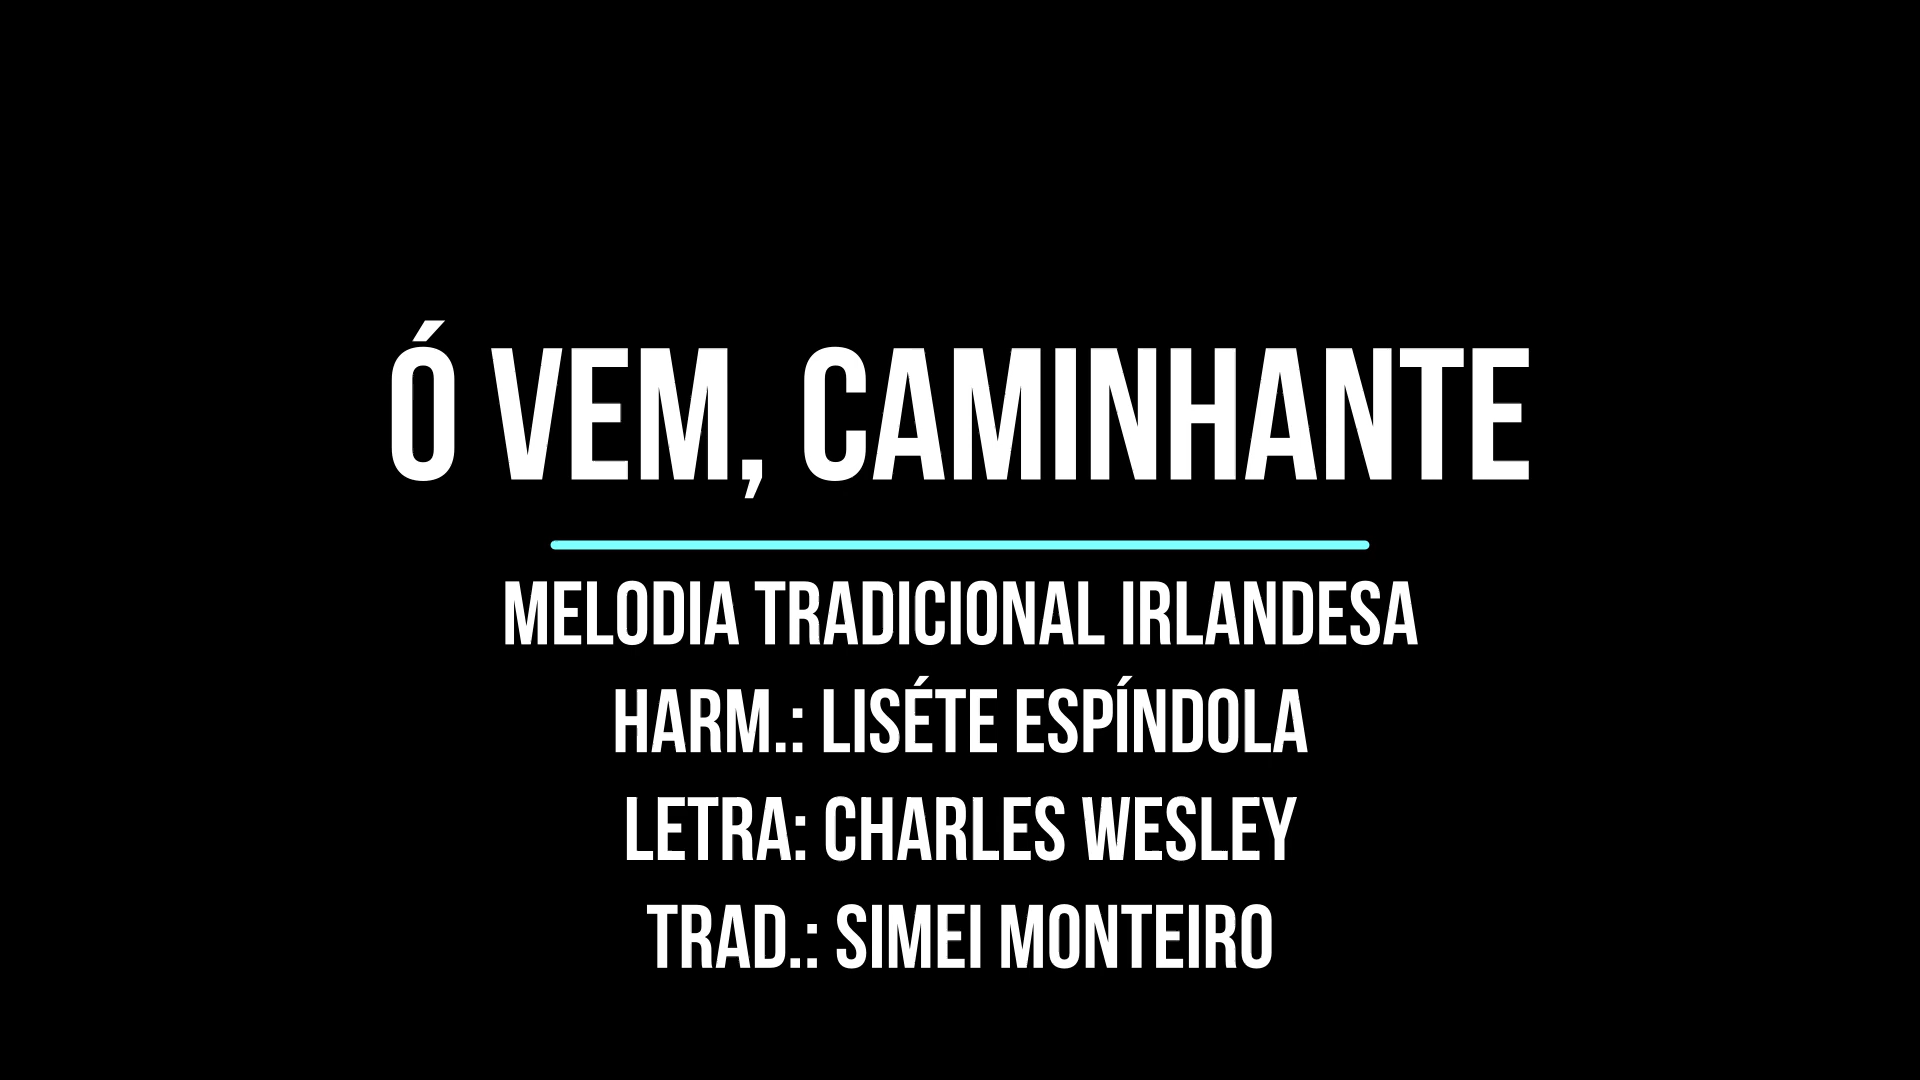 Ó VEM, CAMINHANTE
MELODIA TRADICIONAL IRLANDESA
HARM.: LISÉTE ESPÍNDOLA
LETRA: CHARLES WESLEY
TRAD.: SIMEI MONTEIRO